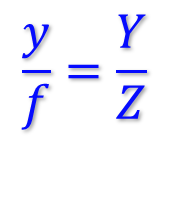 y/f = Y/Z